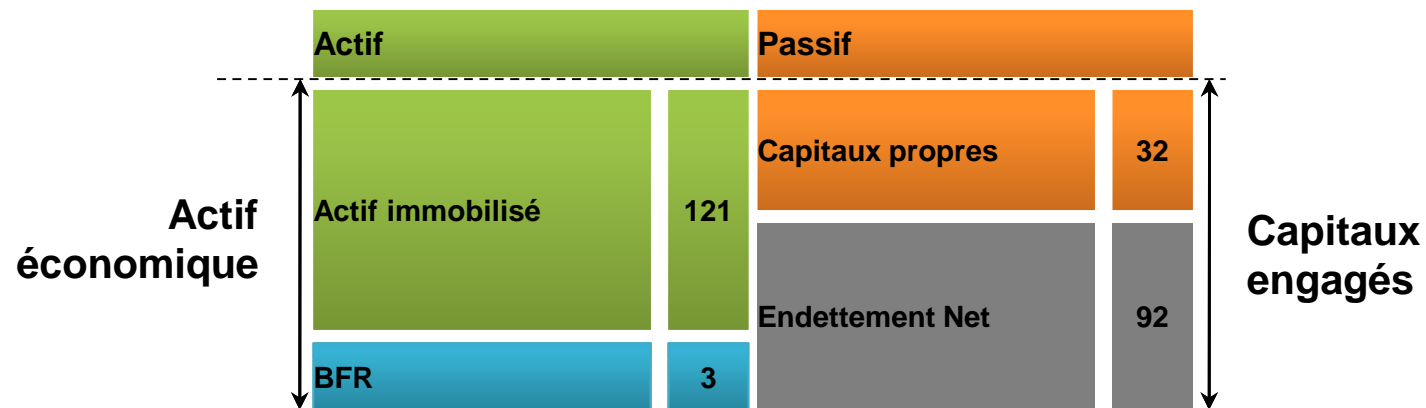 Actif
Passif
Actif
économique
Actif immobilisé
121
BFR
3
Capitaux propres
32
Endettement Net
92
Capitaux
engagés